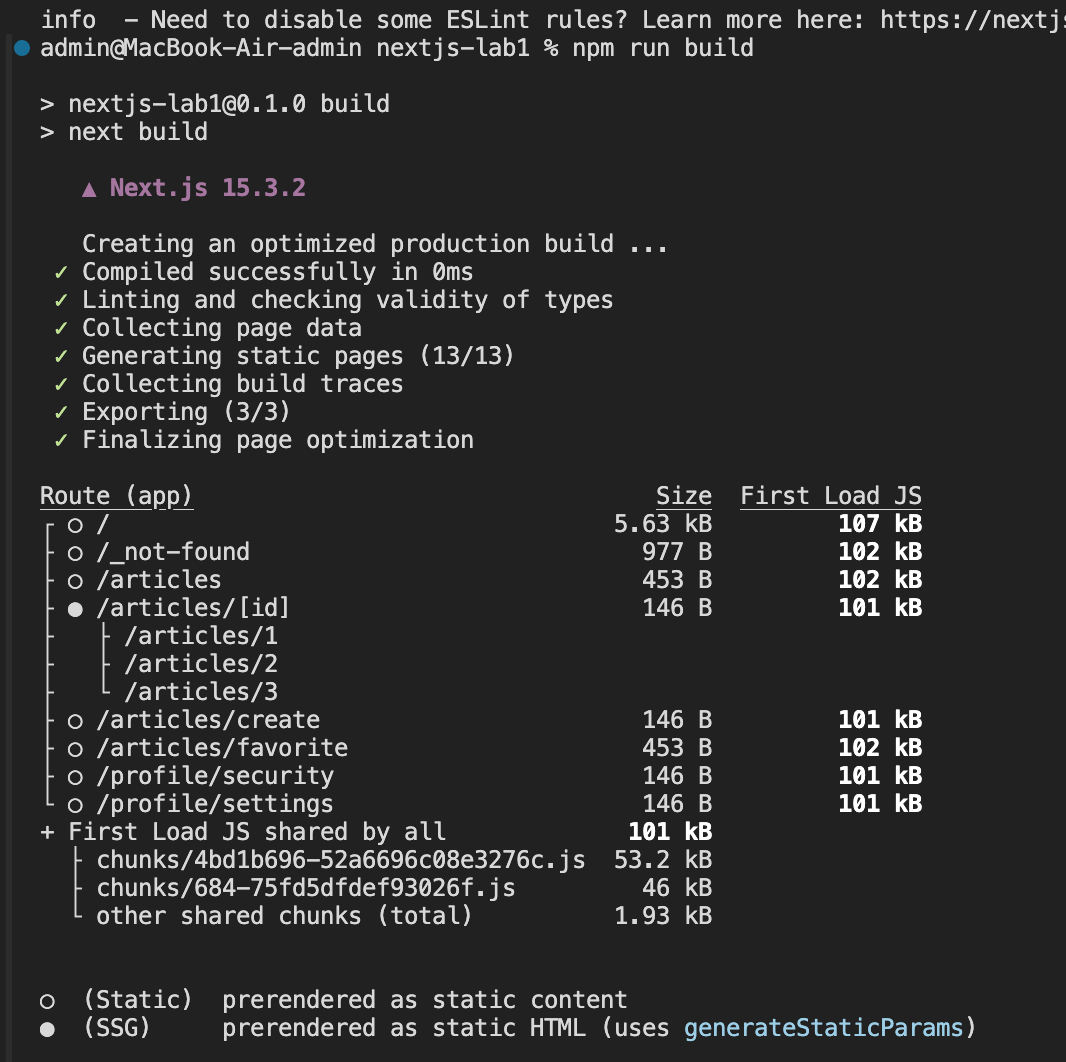 info  – Need to disable some ESLint rules? Learn more here: https://nextjs
admin@MacBook-Air-admin nextjs-lab1 % npm run build
> nextjs-lab1@0.1.0 build
> next build
▲ Next.js 15.3.2
Creating an optimized production build ...
✓ Compiled successfully in 0ms
✓ Linting and checking validity of types
✓ Collecting page data
✓ Generating static pages (13/13)
✓ Collecting build traces
✓ Exporting (3/3)
✓ Finalizing page optimization
Route (app)                                 Size  First Load JS
┌ ○ /                                    5.63 kB         107 kB
├ ○ /_not-found                            977 B         102 kB
├ ○ /articles                              453 B         102 kB
├ ● /articles/[id]                         146 B         101 kB
├   ├ /articles/1
├   ├ /articles/2
├   └ /articles/3
├ ○ /articles/create                       146 B         101 kB
├ ○ /articles/favorite                     453 B         102 kB
├ ○ /profile/security                      146 B         101 kB
└ ○ /profile/settings                      146 B         101 kB
+ First Load JS shared by all             101 kB
├ chunks/4bd1b696-52a6696c08e3276c.js  53.2 kB
├ chunks/684-75fd5dfdef93026f.js         46 kB
└ other shared chunks (total)          1.93 kB
○  (Static)  prerendered as static content
●  (SSG)     prerendered as static HTML (uses generateStaticParams)